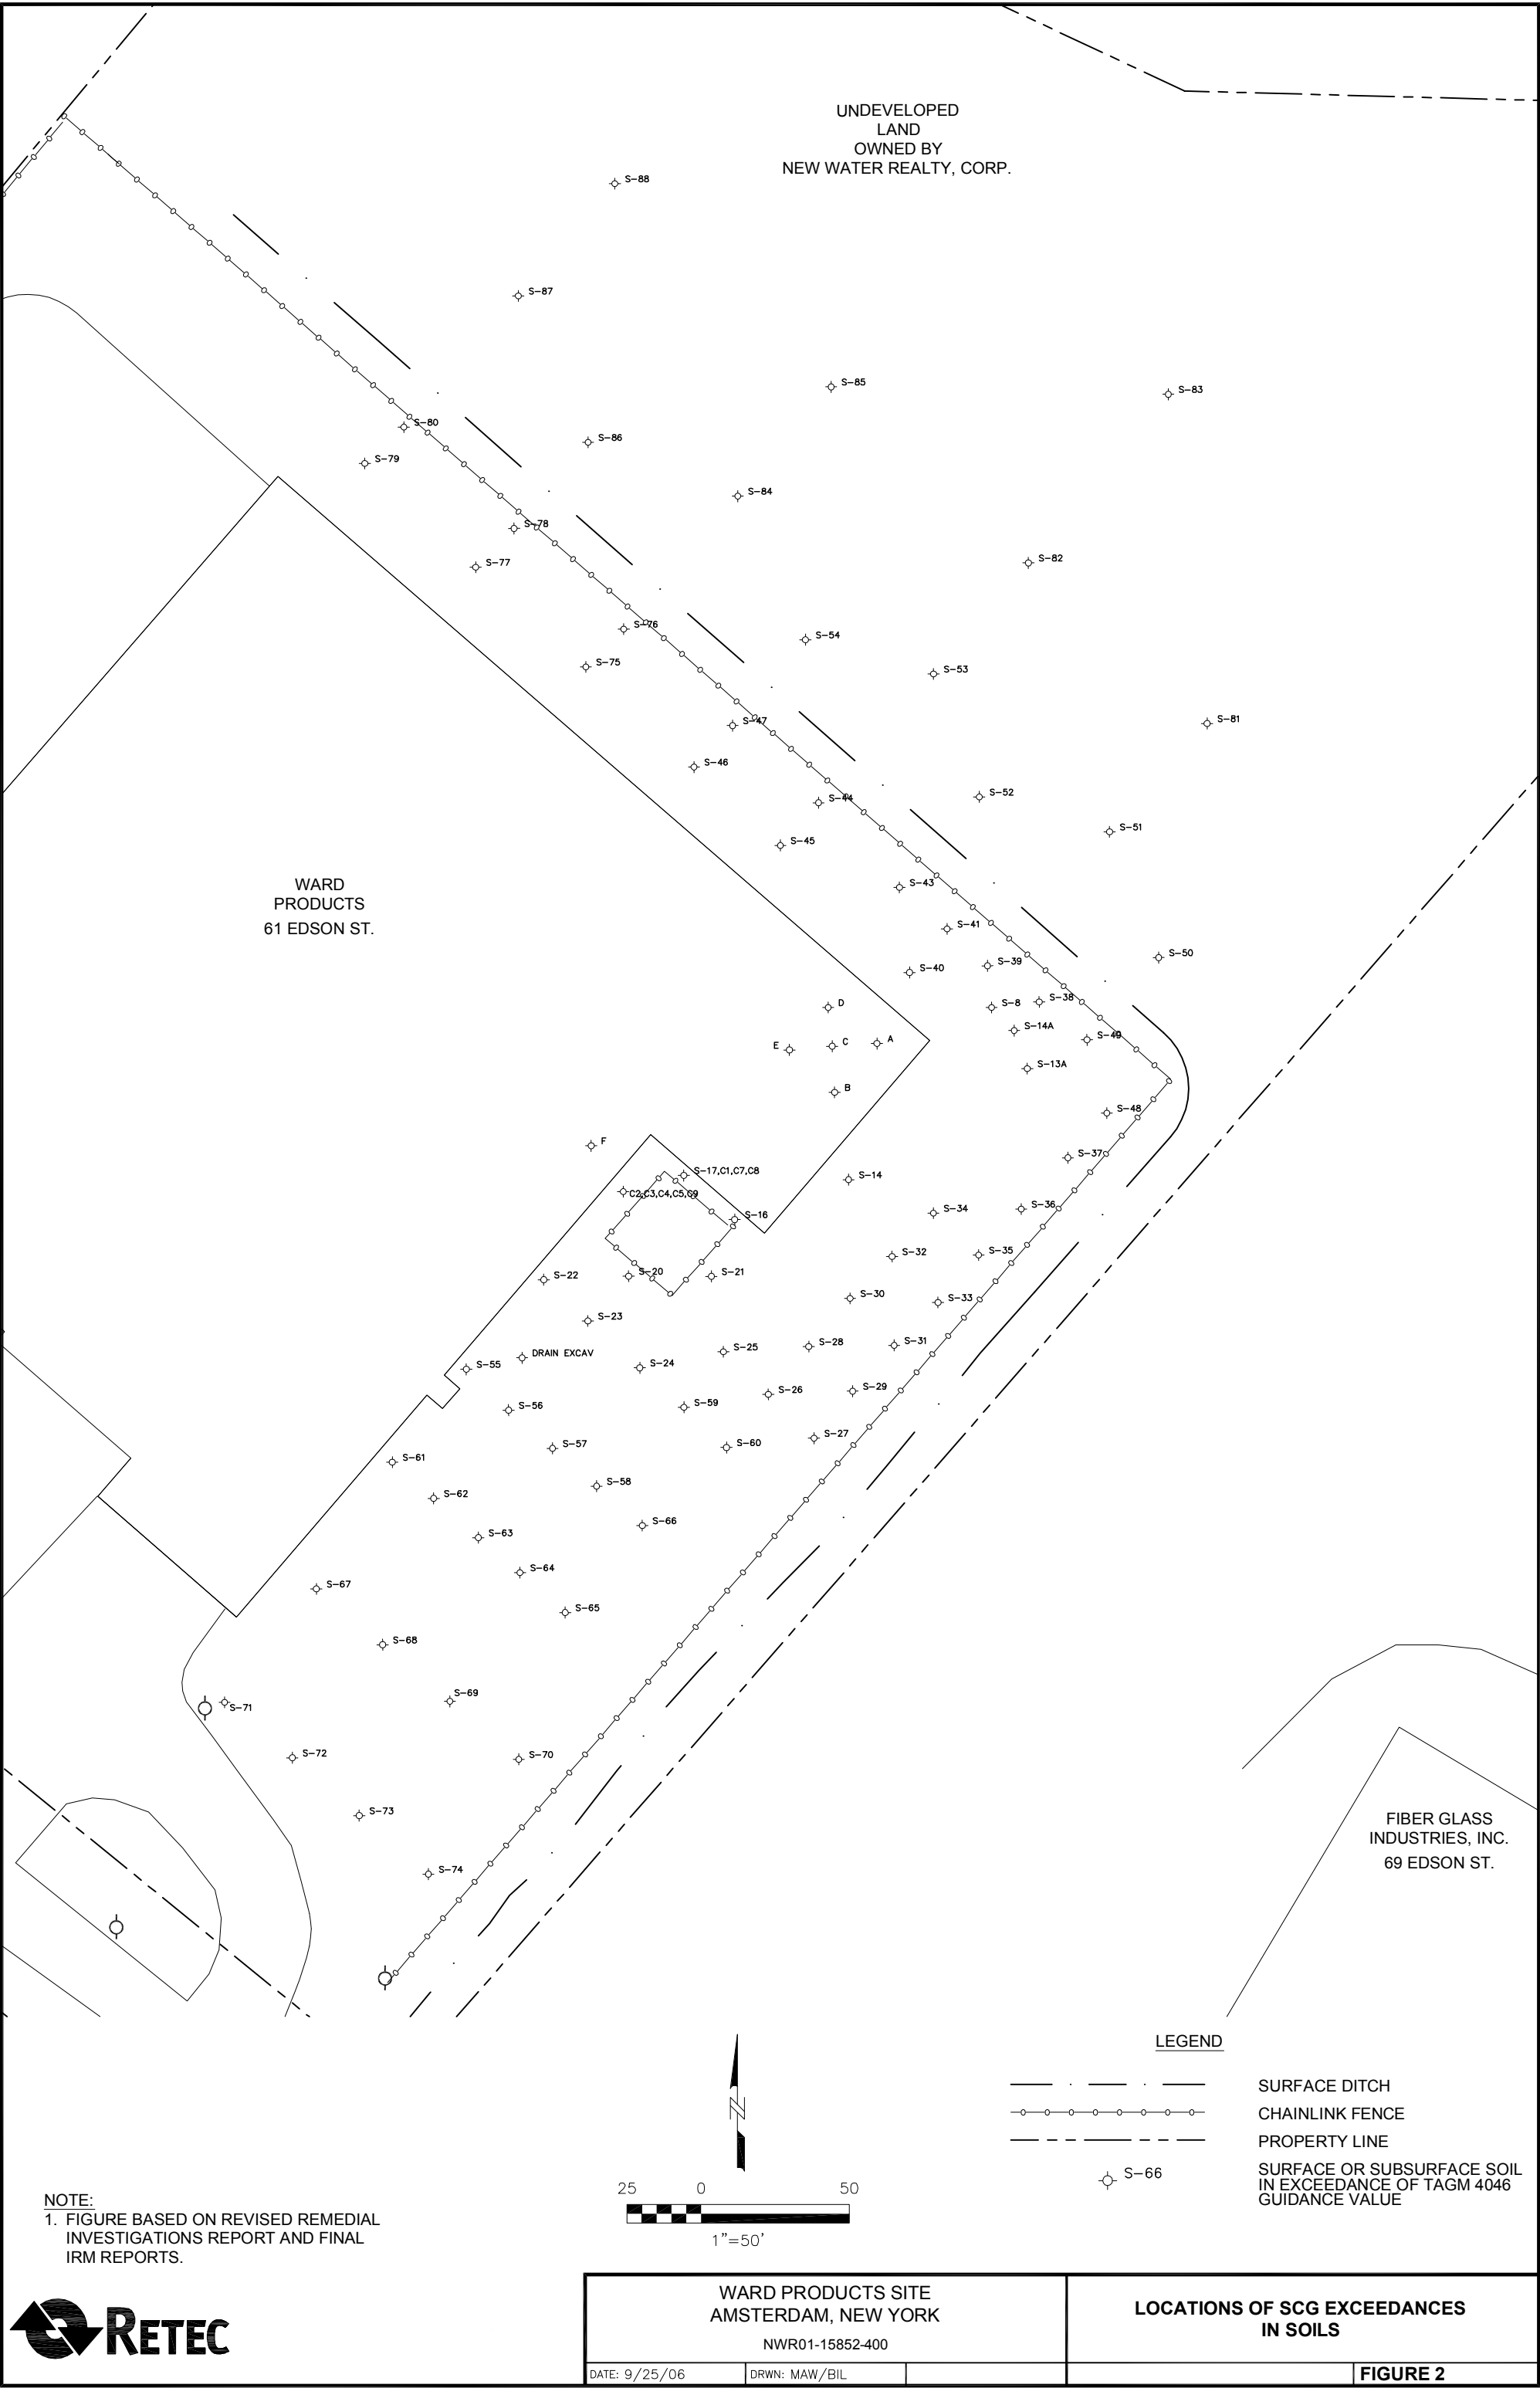 UNDEVELOPED
LAND
OWNED BY
NEW WATER REALTY, CORP.
S-88
S-87
S-85
S-83
S-80
S-86
S-79
S-84
S-78
S-77
S-82
S-76
S-54
S-75
S-53
S-47
S-81
S-46
S-44
S-52
S-51
S-45
S-43
WARD
PRODUCTS
61 EDSON ST.
S-41
S-50
S-40
S-39
S-38
D
S-8
S-14A
S-49
E
C
A
S-13A
B
S-48
F
S-37
S-17,C1,C7,C8
S-14
C2,C3,C4,C5,C9
S-16
S-34
S-36
S-32
S-35
S-22
S-20
S-21
S-30
S-33
S-23
S-28
S-31
S-25
DRAIN EXCAV
S-55
S-24
S-26
S-29
S-56
S-59
S-27
S-57
S-60
S-61
S-58
S-62
S-66
S-63
S-64
S-67
S-65
S-68
S-69
S-71
S-72
S-70
S-73
S-74
FIBER GLASS
INDUSTRIES, INC.
69 EDSON ST.
LEGEND
SURFACE DITCH
CHAINLINK FENCE
PROPERTY LINE
S-66
SURFACE OR SUBSURFACE SOIL
IN EXCEEDANCE OF TAGM 4046
GUIDANCE VALUE
N
25 0 50
1"=50'
NOTE:
1. FIGURE BASED ON REVISED REMEDIAL
INVESTIGATIONS REPORT AND FINAL
IRM REPORTS.
RETEC
WARD PRODUCTS SITE
AMSTERDAM, NEW YORK
NWR01-15852-400
LOCATIONS OF SCG EXCEEDANCES
IN SOILS
DATE: 9/25/06
DRWN: MAW/BIL
FIGURE 2